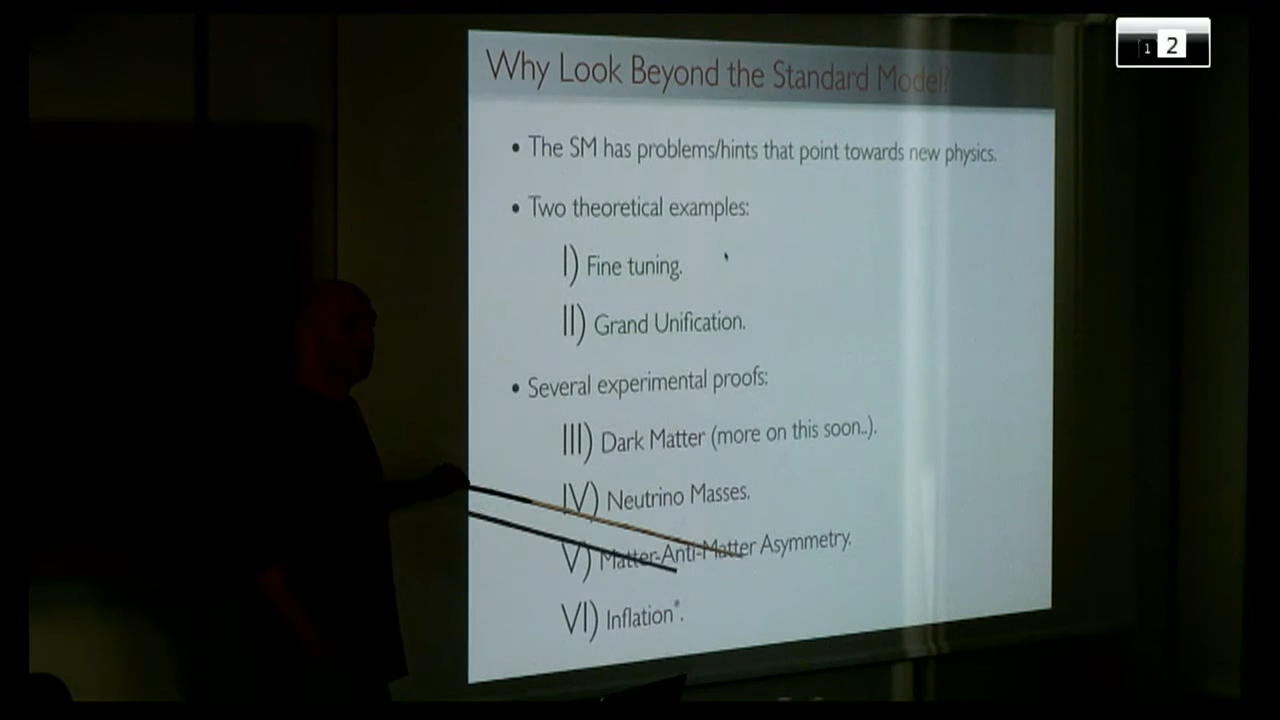 1 2
Why Look Beyond the Standard Model?
• The SM has problems/hints that point towards new physics.
• Two theoretical examples:
I) Fine tuning.
II) Grand Unification.
• Several experimental proofs:
III) Dark Matter (more on this soon..).
IV) Neutrino Masses.
V) Matter-Anti-Matter Asymmetry.
VI) Inflation*.